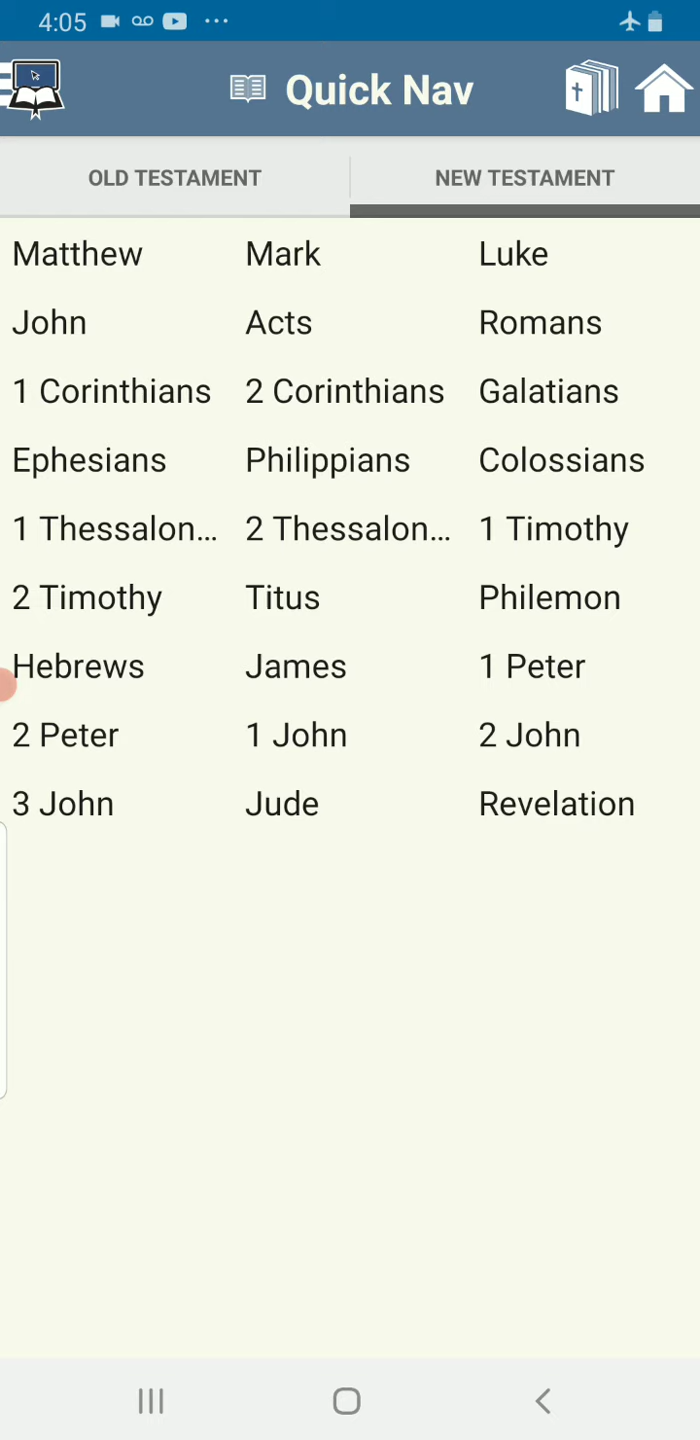 4:05
Quick Nav
OLD TESTAMENT NEW TESTAMENT
Matthew Mark Luke
John Acts Romans
1 Corinthians 2 Corinthians Galatians
Ephesians Philippians Colossians
1 Thessalon... 2 Thessalon... 1 Timothy
2 Timothy Titus Philemon
Hebrews James 1 Peter
2 Peter 1 John 2 John
3 John Jude Revelation